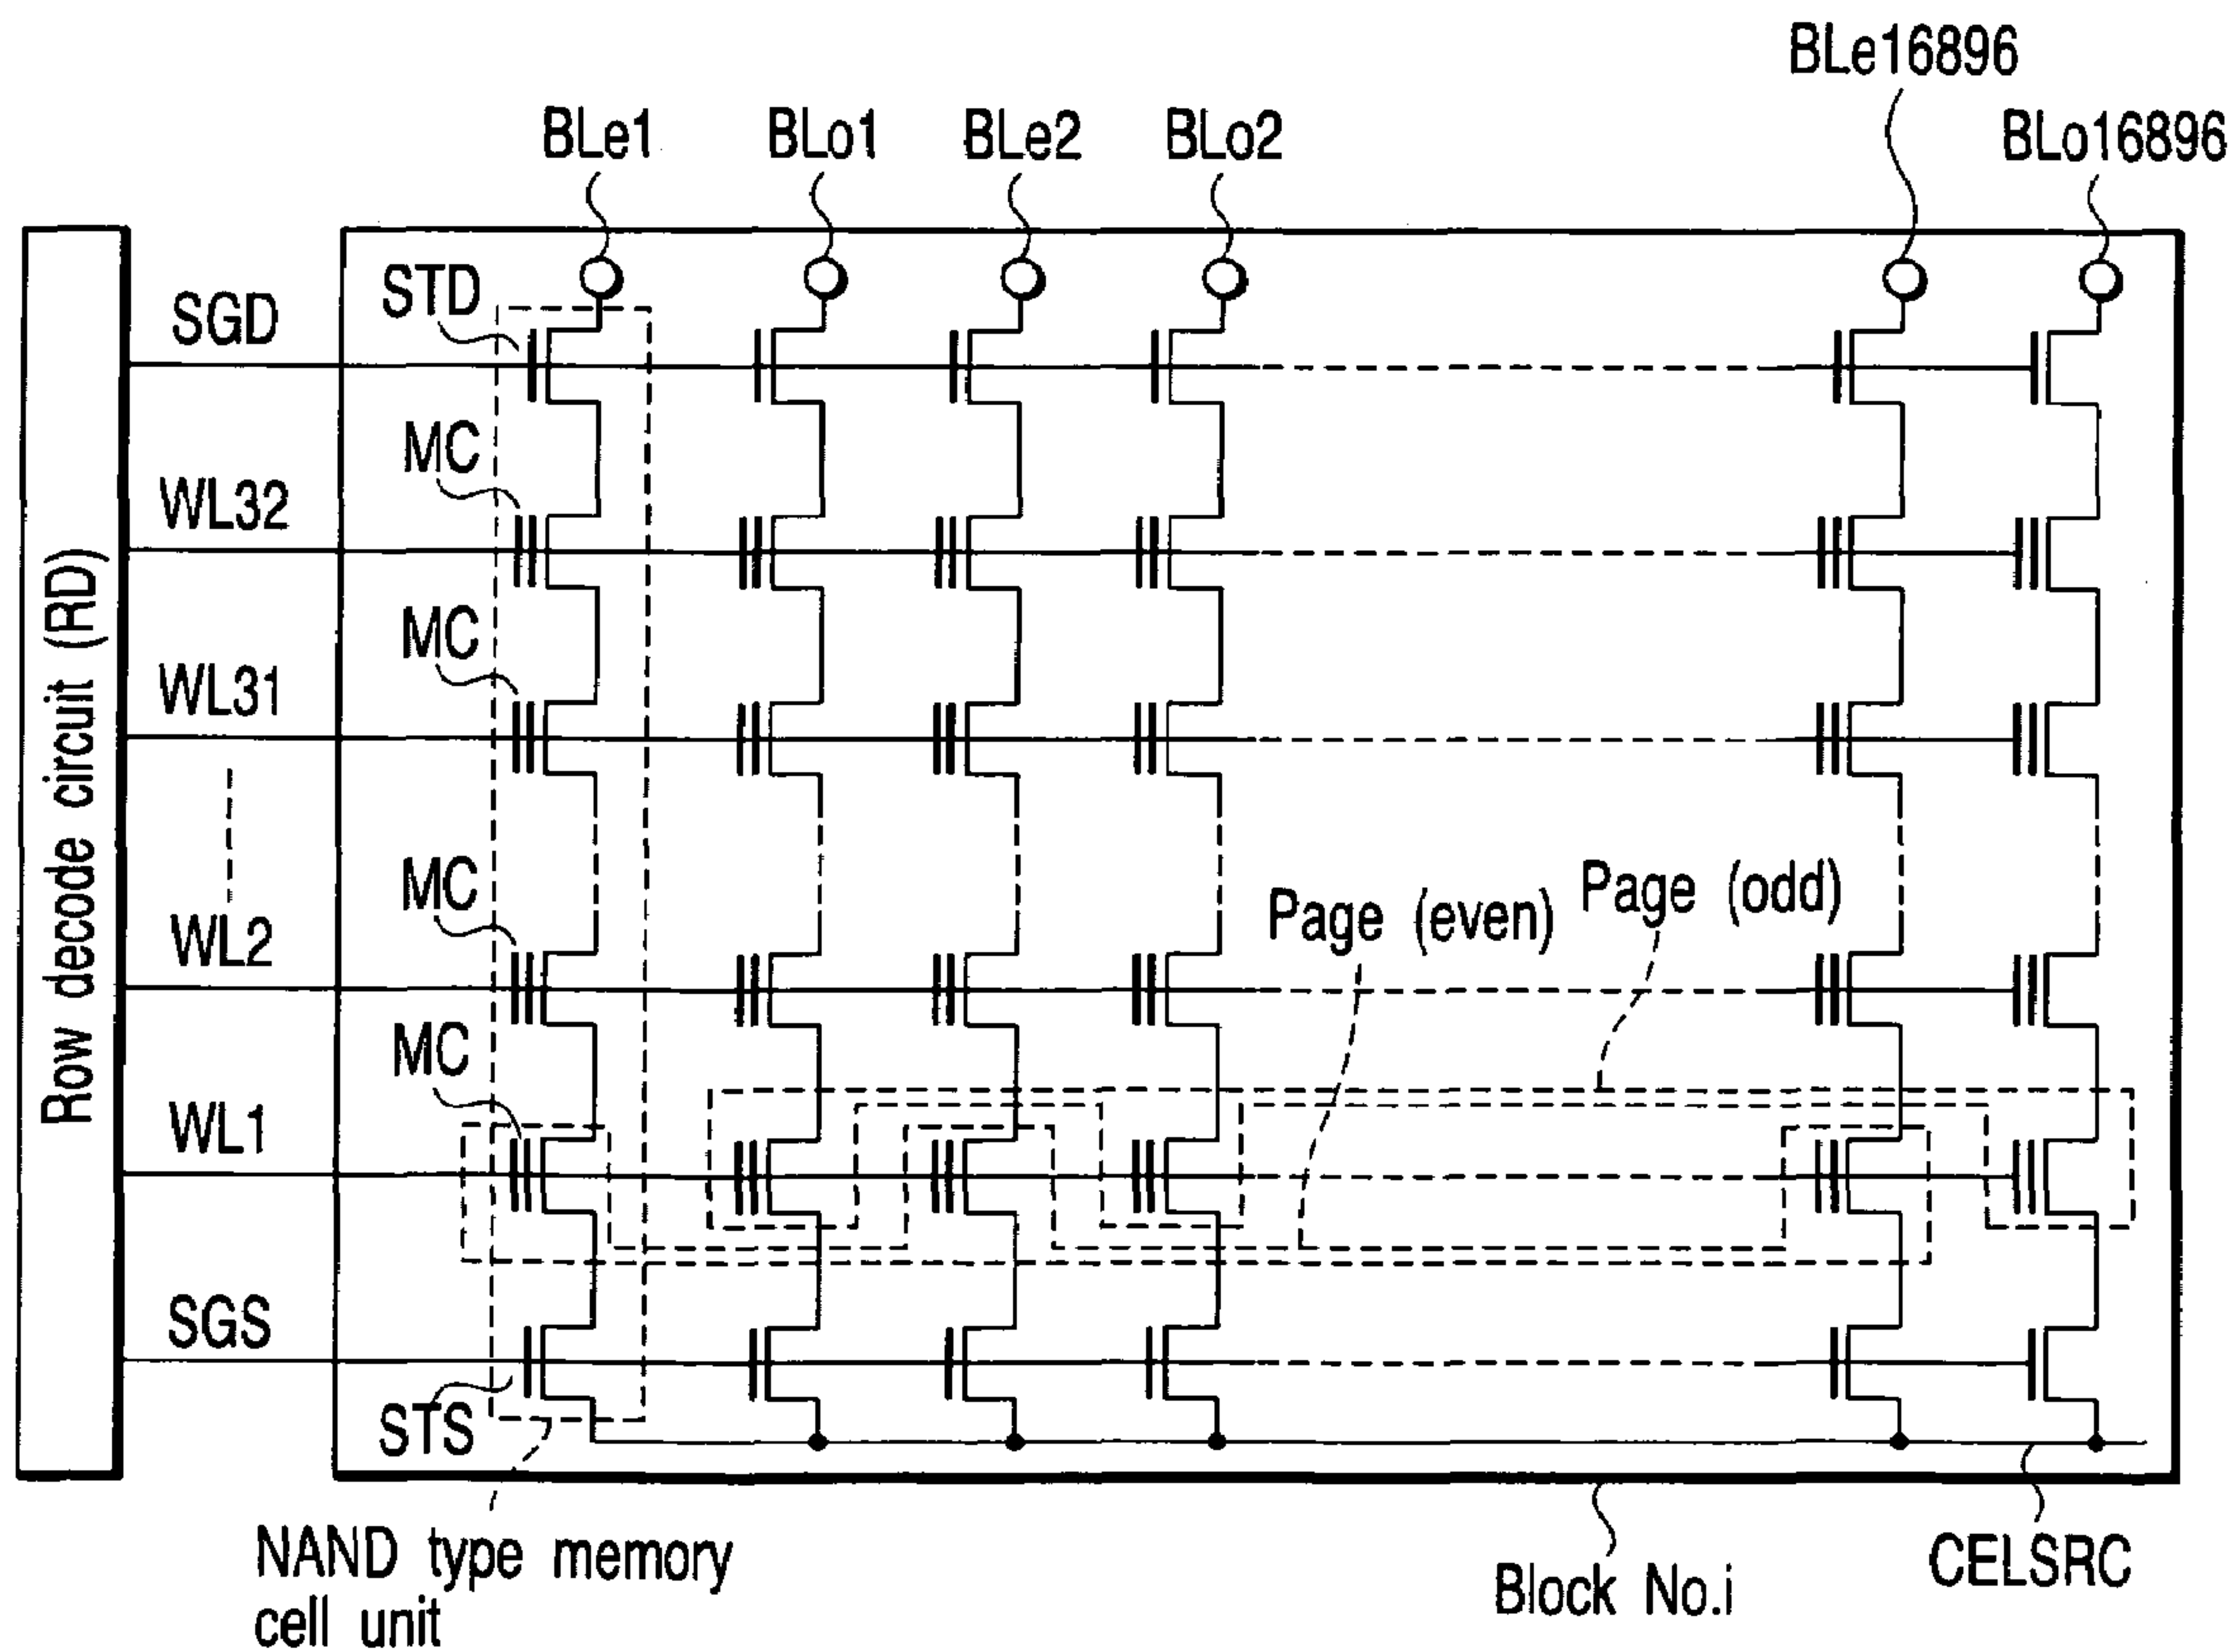 BLe16896
BLe1 BLo1 BLe2 BLo2 BLo16896
STD
SGD
MC
WL32
MC
WL31
Row decode circuit (RD)
MC
Page (even) Page (odd)
WL2
MC
WL1
SGS
STS
NAND type memory
cell unit
Block No.i
CELSRC